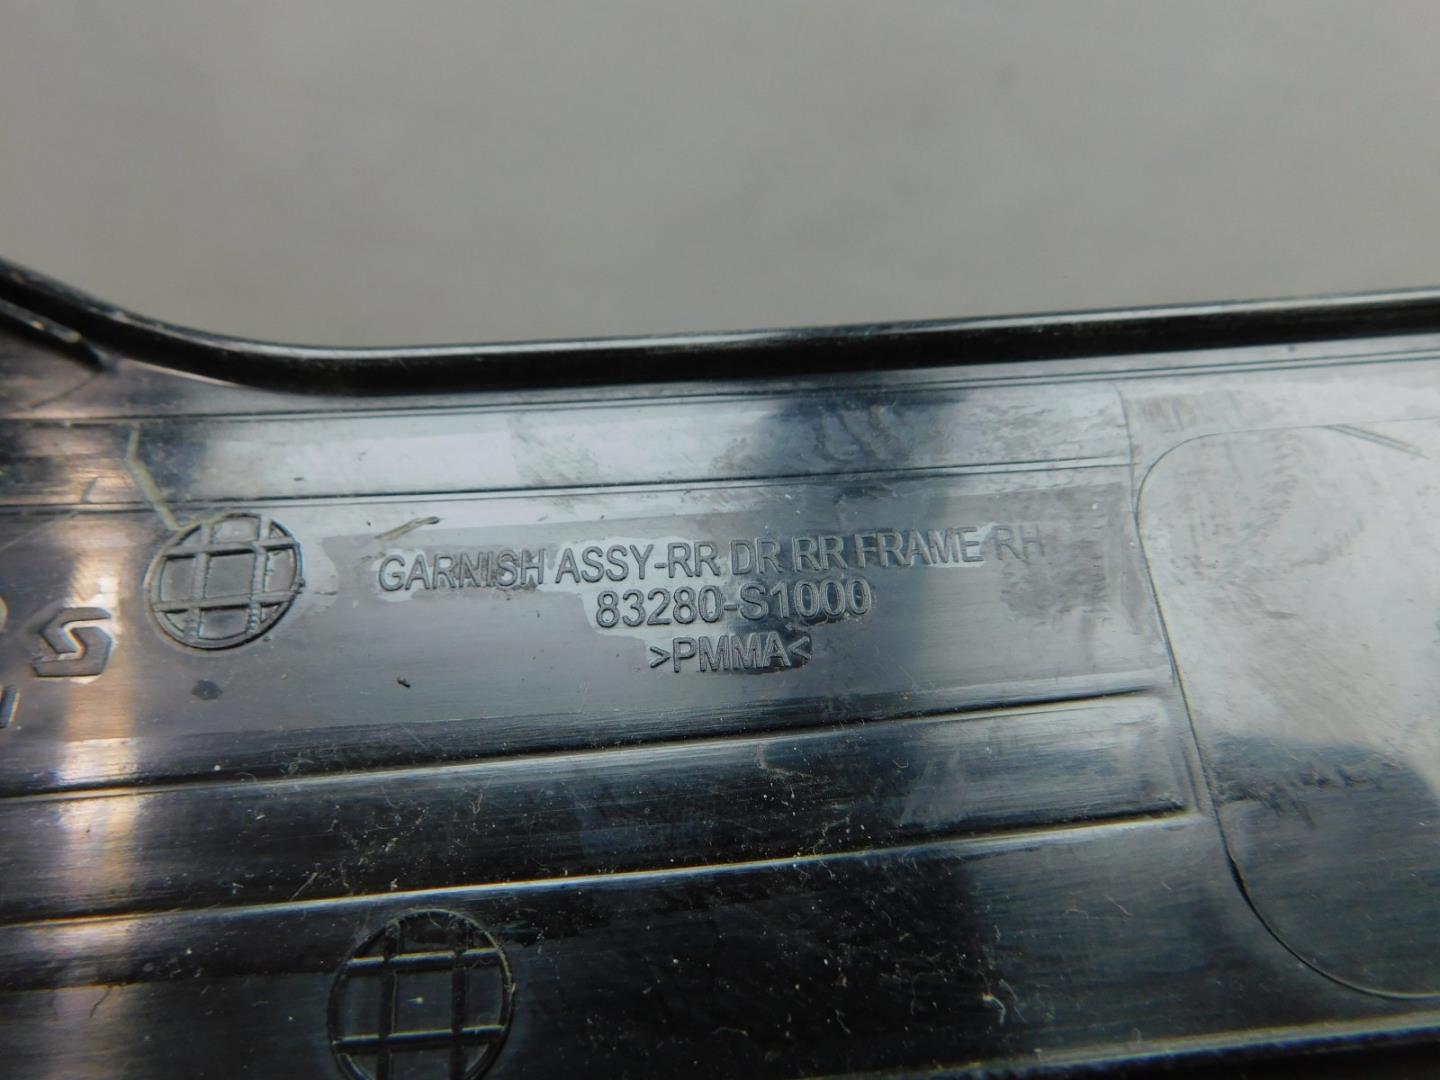 GARNISH ASSY-RR DR RR FRAME RH
83280-S1000
>PMMA<